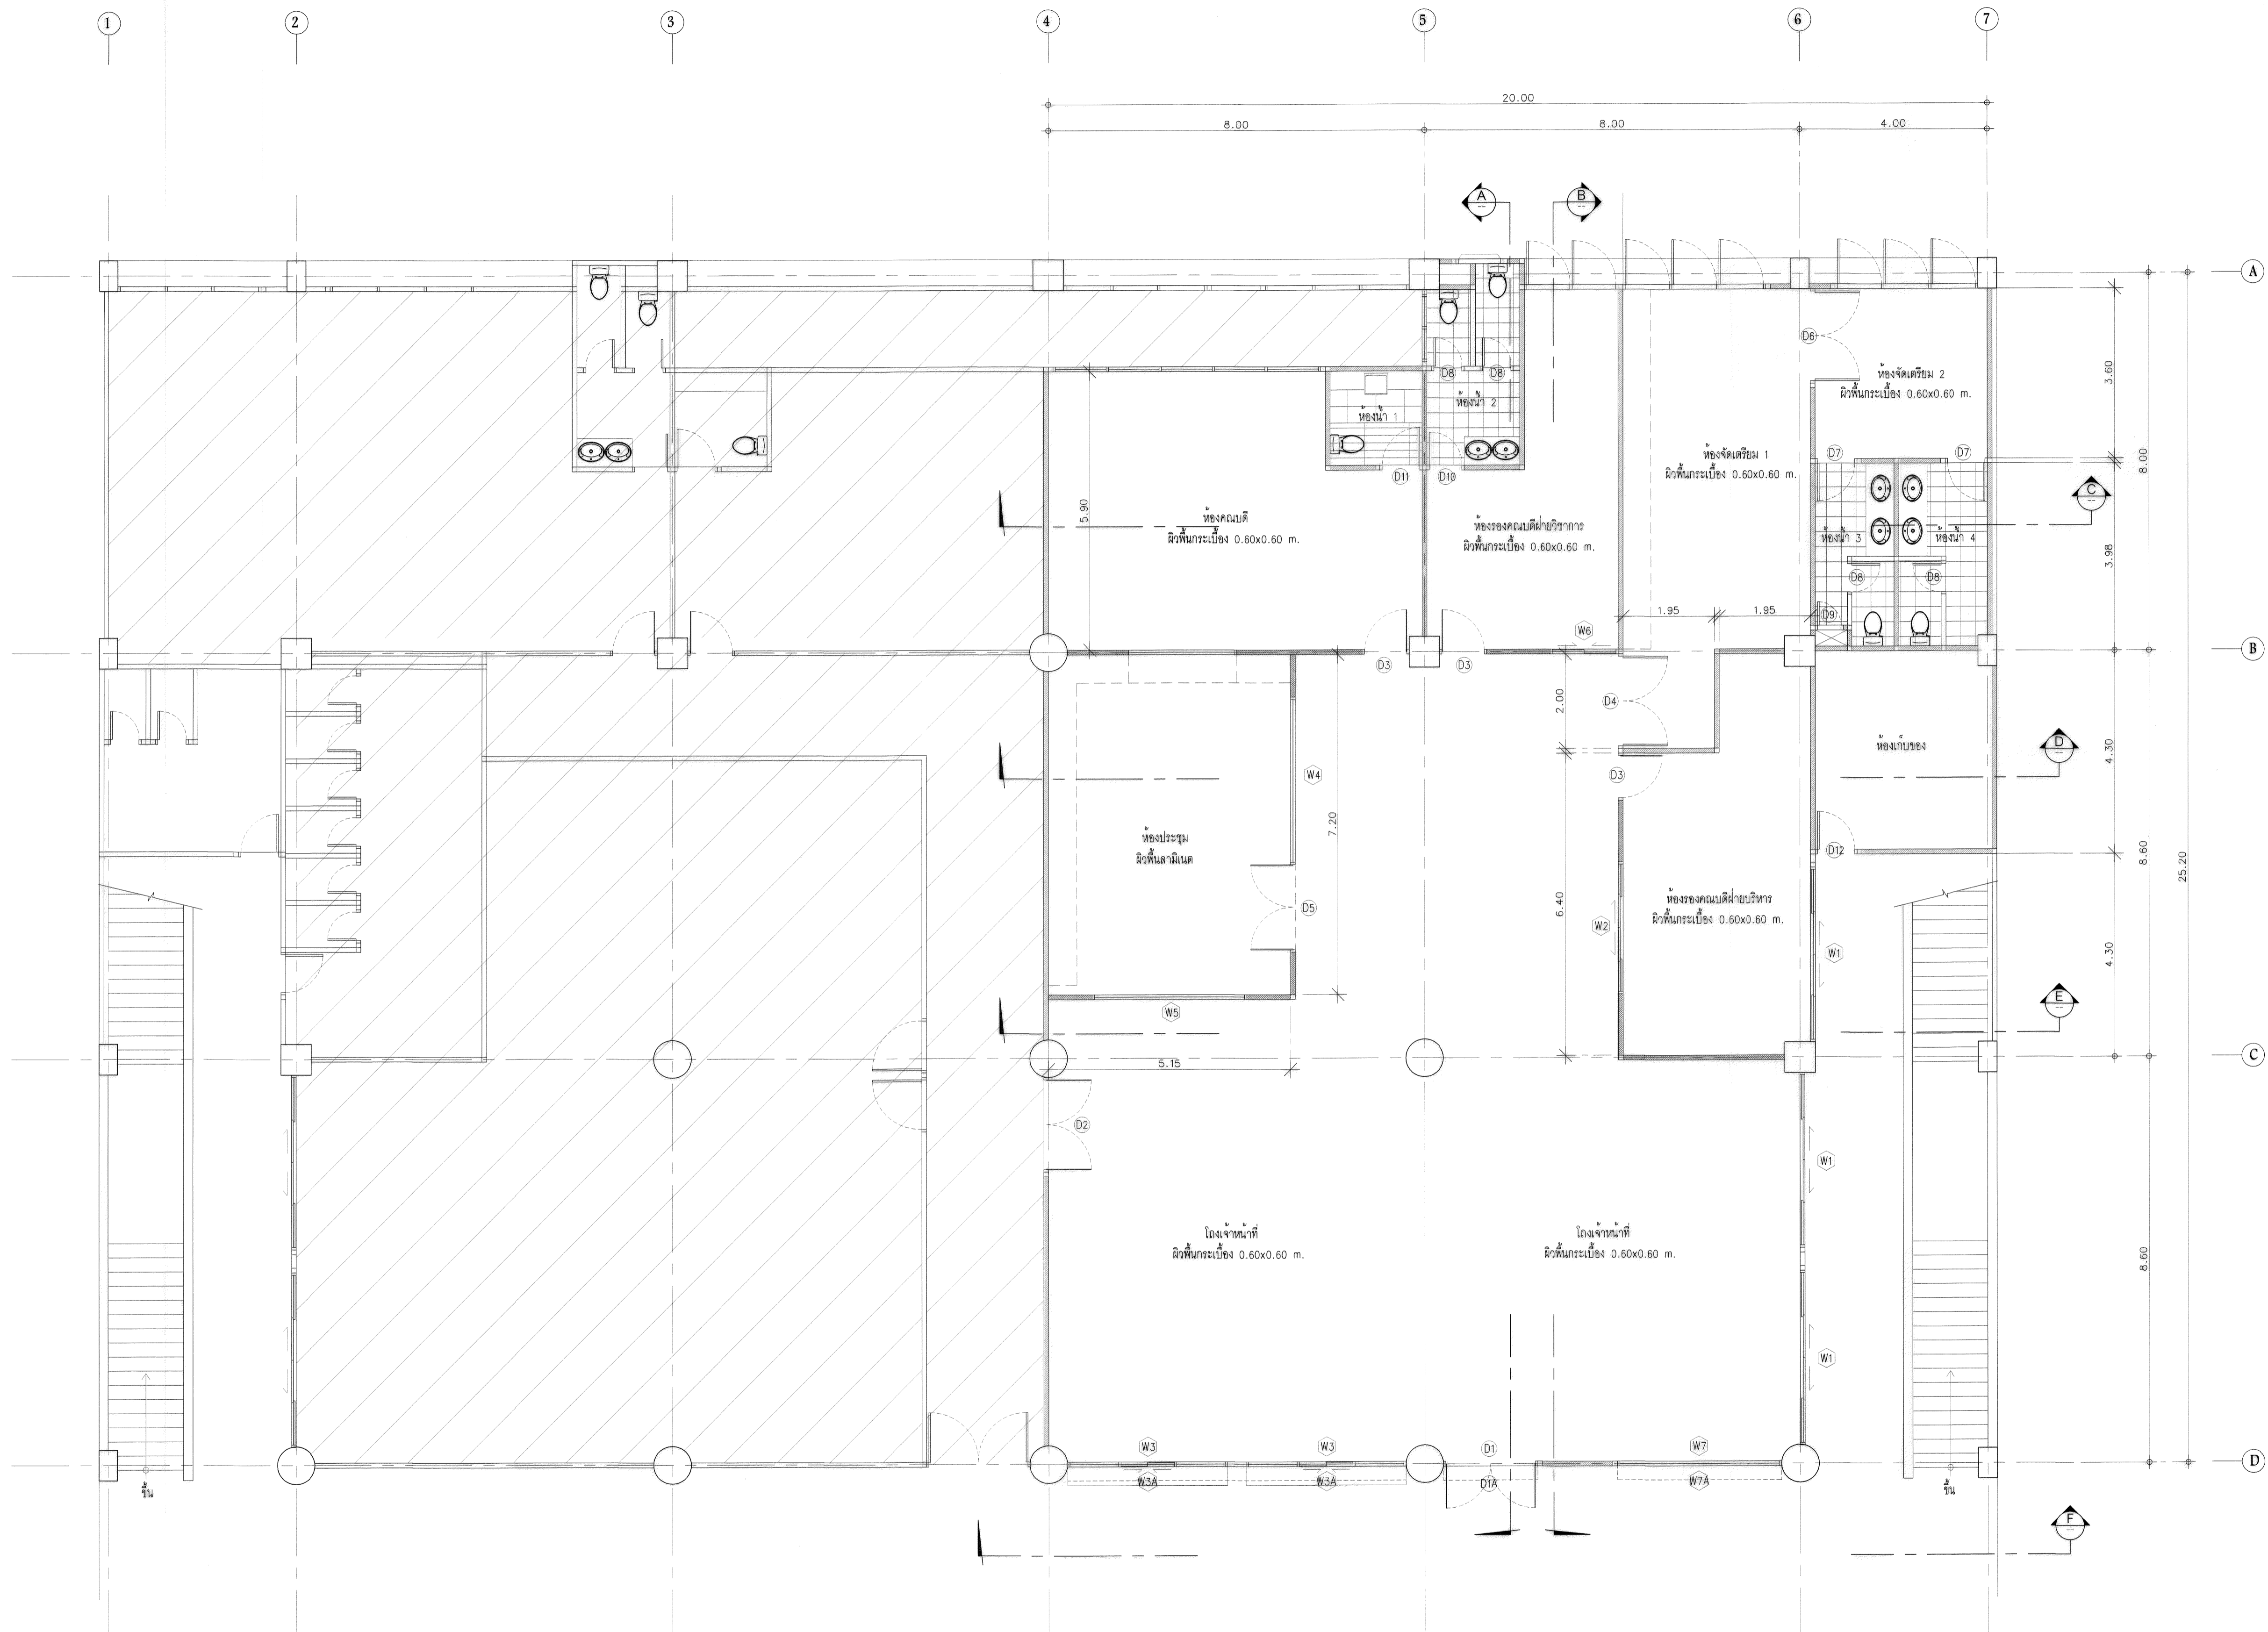 1 2 3 4 5 6 7
20.00
8.00 8.00 4.00
A B
A
D6
ห้องจัดเตรียม 2
ผิวพื้นกระเบื้อง 0.60x0.60 m.
3.60
D8 D8
ห้องน้ำ 1
ห้องน้ำ 2
ห้องจัดเตรียม 1
ผิวพื้นกระเบื้อง 0.60x0.60 m.
D7 D7
8.00
D11 D10
C
--
5.90
ห้องคณบดี
ผิวพื้นกระเบื้อง 0.60x0.60 m.
ห้องรองคณบดีฝ่ายวิชาการ
ผิวพื้นกระเบื้อง 0.60x0.60 m.
ห้องน้ำ 3
ห้องน้ำ 4
3.98
D8 D8
1.95 1.95
D9
W6
B
D3 D3
2.00
D4
ห้องเก็บของ
D
--
4.30
W4
D3
7.20
ห้องประชุม
ผิวพื้นลามิเนต
D12
8.60
25.20
D5
6.40
ห้องรองคณบดีฝ่ายบริหาร
ผิวพื้นกระเบื้อง 0.60x0.60 m.
W2
W1
4.30
E
--
W5
C
5.15
D2
W1
โถงเจ้าหน้าที่
ผิวพื้นกระเบื้อง 0.60x0.60 m.
โถงเจ้าหน้าที่
ผิวพื้นกระเบื้อง 0.60x0.60 m.
8.60
W1
W3 W3 D1 W7
D
W3A W3A D1A W7A
ขึ้น
ขึ้น
F
--